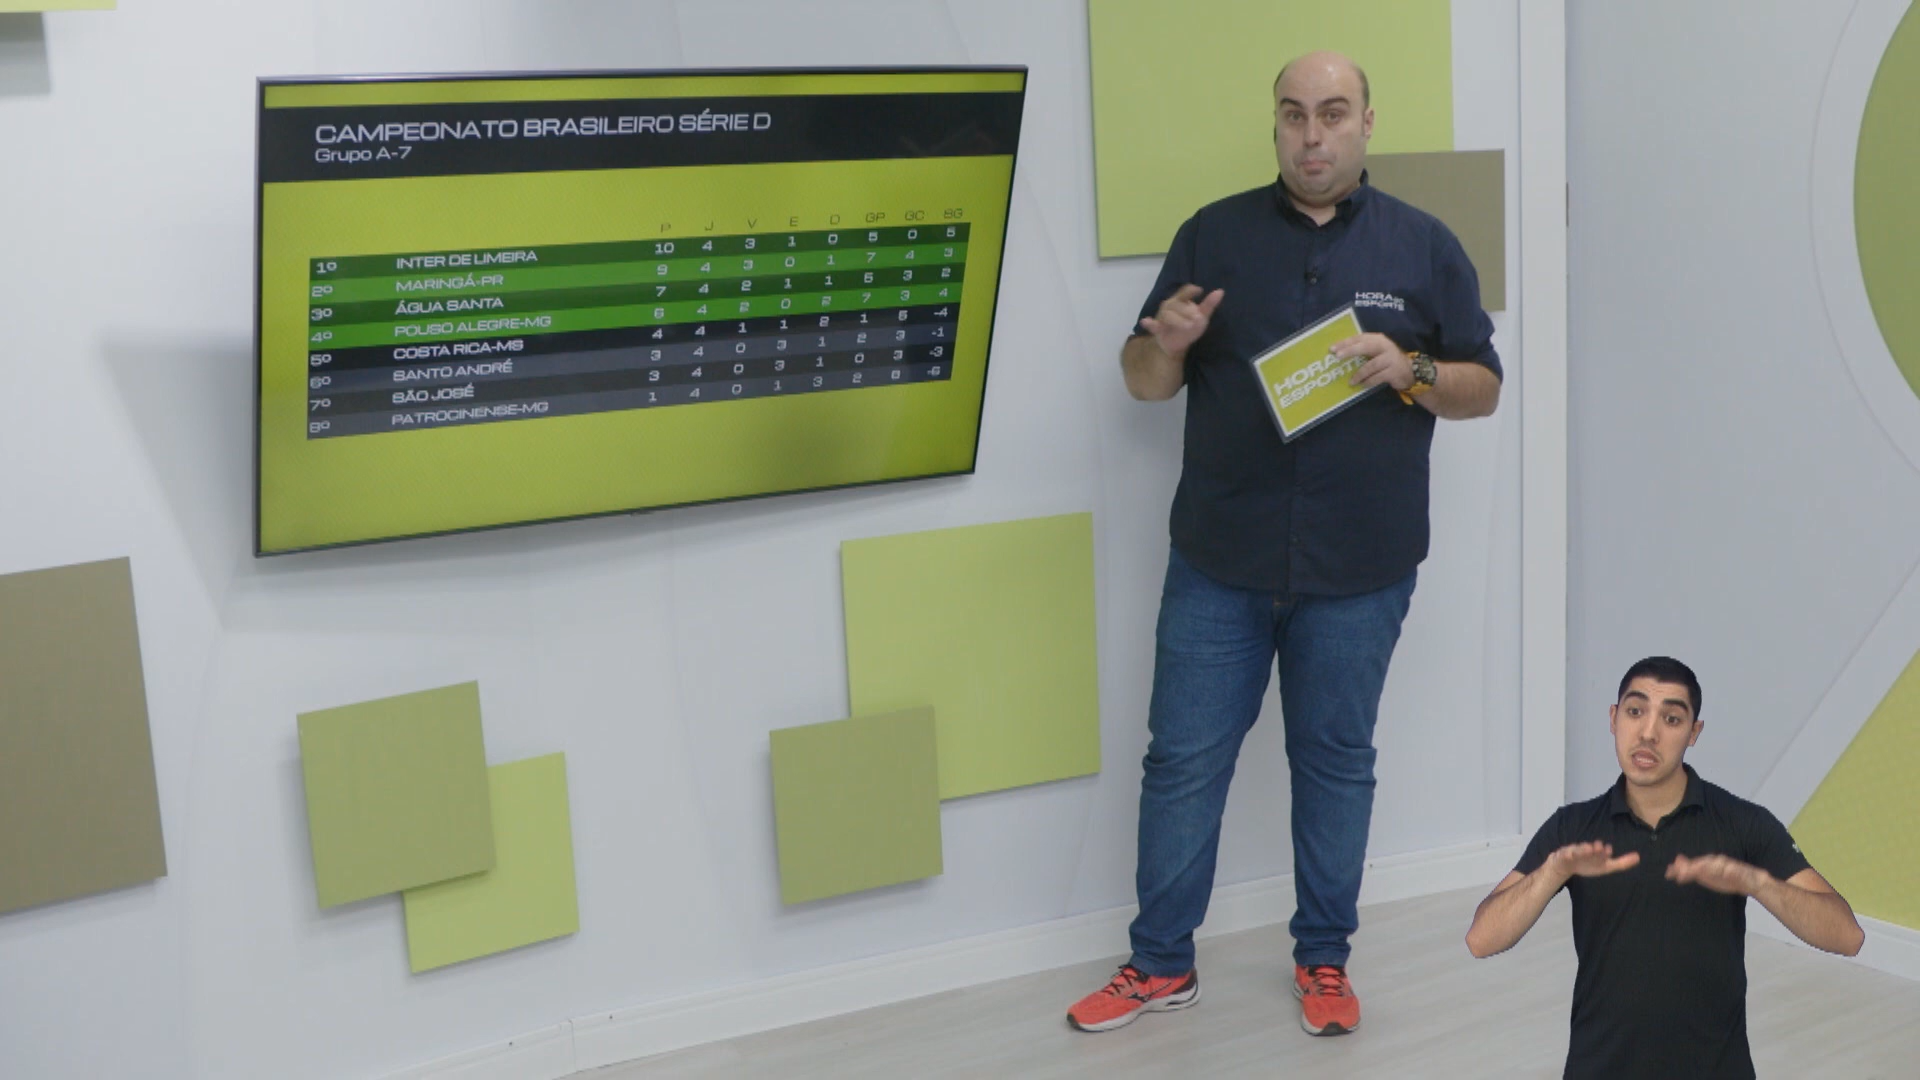 CAMPEONATO BRASILEIRO SÉRIE D
Grupo A-7
P J V E D GP GC SG
1º INTER DE LIMEIRA 10 4 3 1 0 5 0 5
2º MARINGÁ-PR 9 4 3 0 1 7 4 3
3º ÁGUA SANTA 7 4 2 1 1 5 3 2
4º POUSO ALEGRE-MG 6 4 2 0 2 7 3 4
5º COSTA RICA-MS 4 4 1 1 2 1 5 -4
6º SANTO ANDRÉ 3 4 0 3 1 2 3 -1
7º SÃO JOSÉ 3 4 0 3 1 0 3 -3
8º PATROCINENSE-MG 1 4 0 1 3 2 8 -6
HORA DO
ESPORTE
HORA
ESPORTE